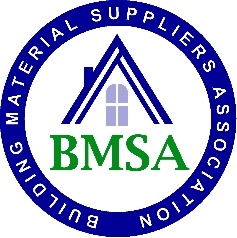 BUILDING MATERIAL SUPPLIERS ASSOCIATION
BMSA